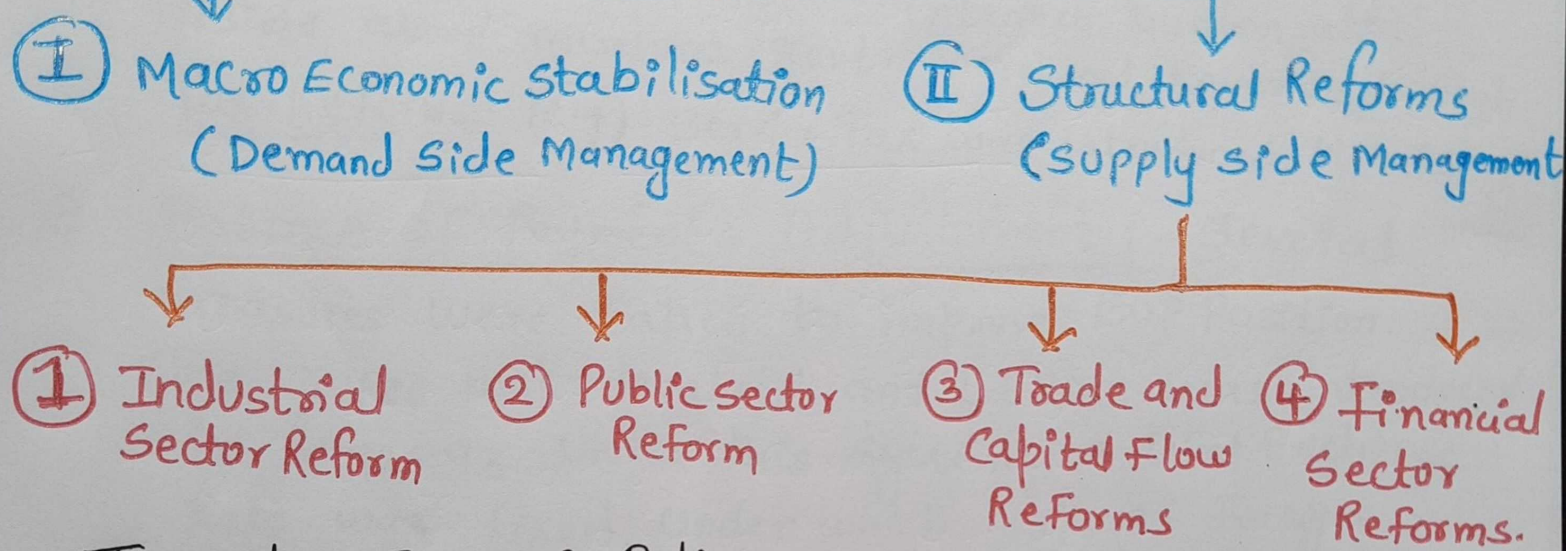 I Macro Economic Stabilisation
(Demand Side Management)
II Structural Reforms
(Supply side Management
1 Industrial
Sector Reform
2 Public sector
Reform
3 Trade and
Capital Flow
Reforms
4 Financial
Sector
Reforms.